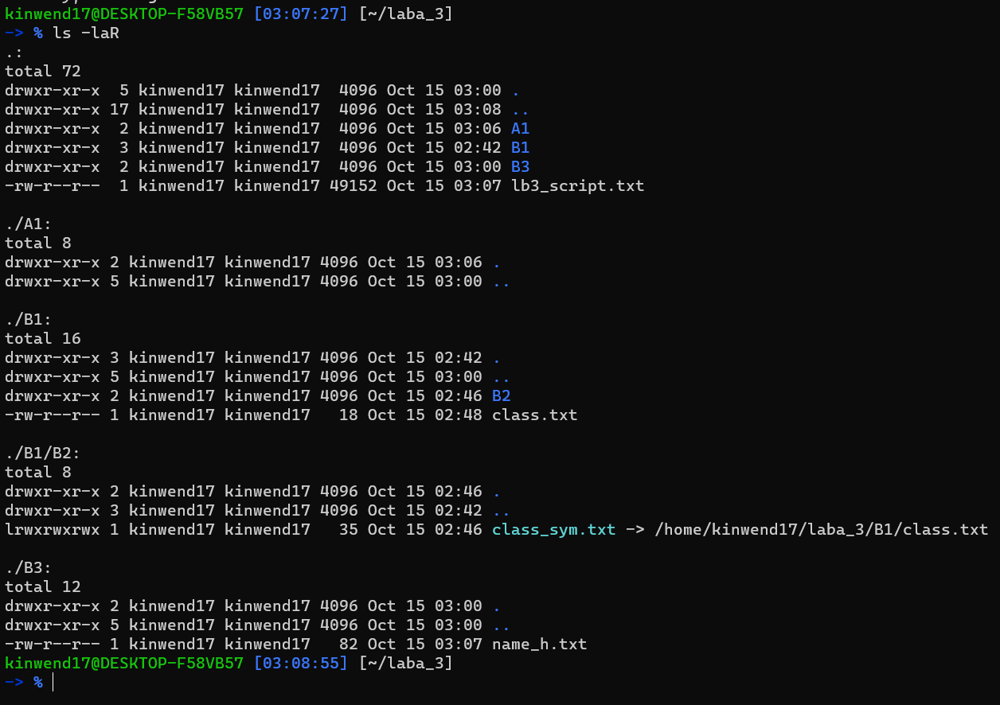 kinwend17@DESKTOP-F58VB57 [03:07:27] [~/laba_3]
-> % ls -laR
.:
total 72
drwxr-xr-x  5 kinwend17 kinwend17  4096 Oct 15 03:00 .
drwxr-xr-x 17 kinwend17 kinwend17  4096 Oct 15 03:08 ..
drwxr-xr-x  2 kinwend17 kinwend17  4096 Oct 15 03:06 A1
drwxr-xr-x  3 kinwend17 kinwend17  4096 Oct 15 02:42 B1
drwxr-xr-x  2 kinwend17 kinwend17  4096 Oct 15 03:00 B3
-rw-r--r--  1 kinwend17 kinwend17 49152 Oct 15 03:07 lb3_script.txt

./A1:
total 8
drwxr-xr-x 2 kinwend17 kinwend17 4096 Oct 15 03:06 .
drwxr-xr-x 5 kinwend17 kinwend17 4096 Oct 15 03:00 ..

./B1:
total 16
drwxr-xr-x 3 kinwend17 kinwend17 4096 Oct 15 02:42 .
drwxr-xr-x 5 kinwend17 kinwend17 4096 Oct 15 03:00 ..
drwxr-xr-x 2 kinwend17 kinwend17 4096 Oct 15 02:46 B2
-rw-r--r-- 1 kinwend17 kinwend17   18 Oct 15 02:48 class.txt

./B1/B2:
total 8
drwxr-xr-x 2 kinwend17 kinwend17 4096 Oct 15 02:46 .
drwxr-xr-x 3 kinwend17 kinwend17 4096 Oct 15 02:42 ..
lrwxrwxrwx 1 kinwend17 kinwend17   35 Oct 15 02:46 class_sym.txt -> /home/kinwend17/laba_3/B1/class.txt

./B3:
total 12
drwxr-xr-x 2 kinwend17 kinwend17 4096 Oct 15 03:00 .
drwxr-xr-x 5 kinwend17 kinwend17 4096 Oct 15 03:00 ..
-rw-r--r-- 1 kinwend17 kinwend17   82 Oct 15 03:07 name_h.txt
kinwend17@DESKTOP-F58VB57 [03:08:55] [~/laba_3]
-> %